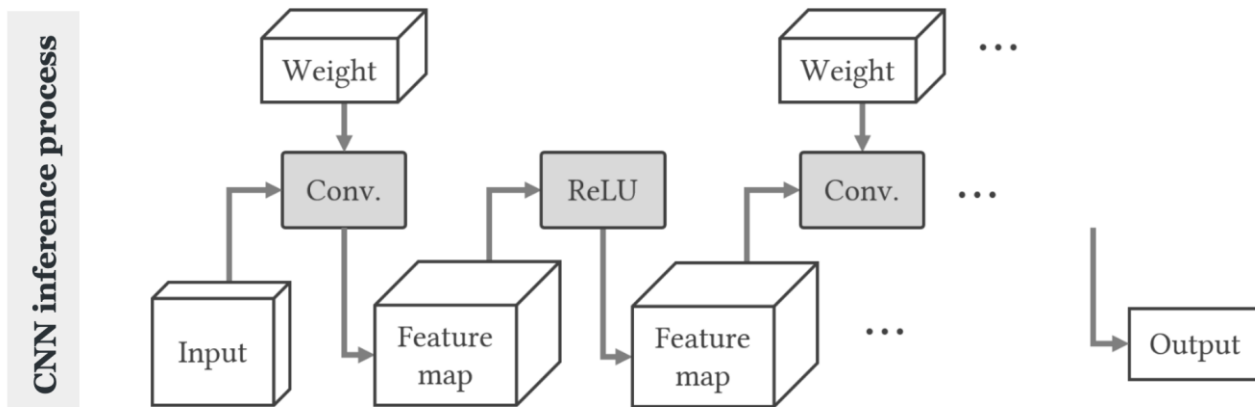 CNN inference process
Weight
Weight
...
Conv.
ReLU
Conv.
...
Input
Feature
map
Feature
map
...
Output